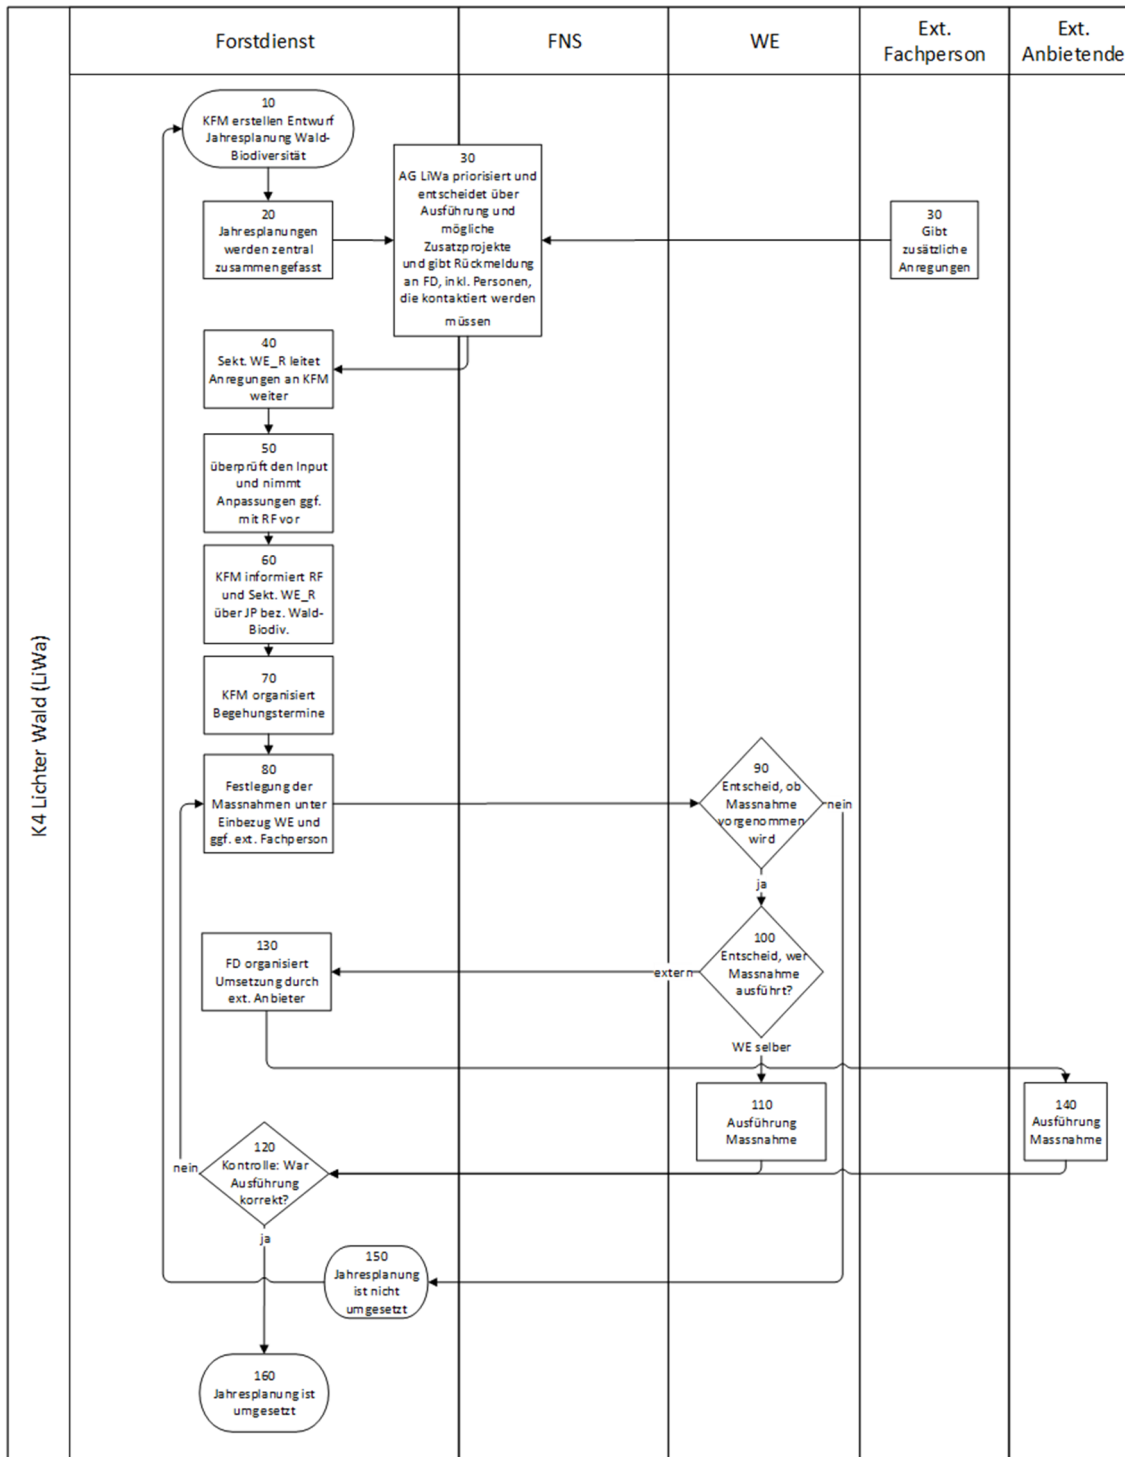 Forstdienst
FNS
WE
Ext.
Fachperson
Ext.
Anbietende
K4 Lichter Wald (LiWa)
10
KFM erstellen Entwurf
Jahresplanung Wald-
Biodiversität
20
Jahresplanungen
werden zentral
zusammengefasst
30
AG LiWa priorisiert und
entscheidet über
Ausführung und
mögliche
Zusatzprojekte
und gibt Rückmeldung
an FD, inkl. Personen,
die kontaktiert werden
müssen
30
Gibt
zusätzliche
Anregungen
40
Sekt. WE_R leitet
Anregungen an KFM
weiter
50
überprüft den Input
und nimmt
Anpassungen ggf.
mit RF vor
60
KFM informiert RF
und Sekt. WE_R
über JP bez. Wald-
Biodiv.
70
KFM organisiert
Begehungstermine
80
Festlegung der
Massnahmen unter
Einbezug WE und
ggf. ext. Fachperson
90
Entscheid, ob
Massnahme
vorgenommen
wird
nein
ja
100
Entscheid, wer
Massnahme
ausführt?
extern
WE selber
130
FD organisiert
Umsetzung durch
ext. Anbieter
110
Ausführung
Massnahme
140
Ausführung
Massnahme
120
Kontrolle: War
Ausführung
korrekt?
nein
ja
150
Jahresplanung
ist nicht
umgesetzt
160
Jahresplanung ist
umgesetzt